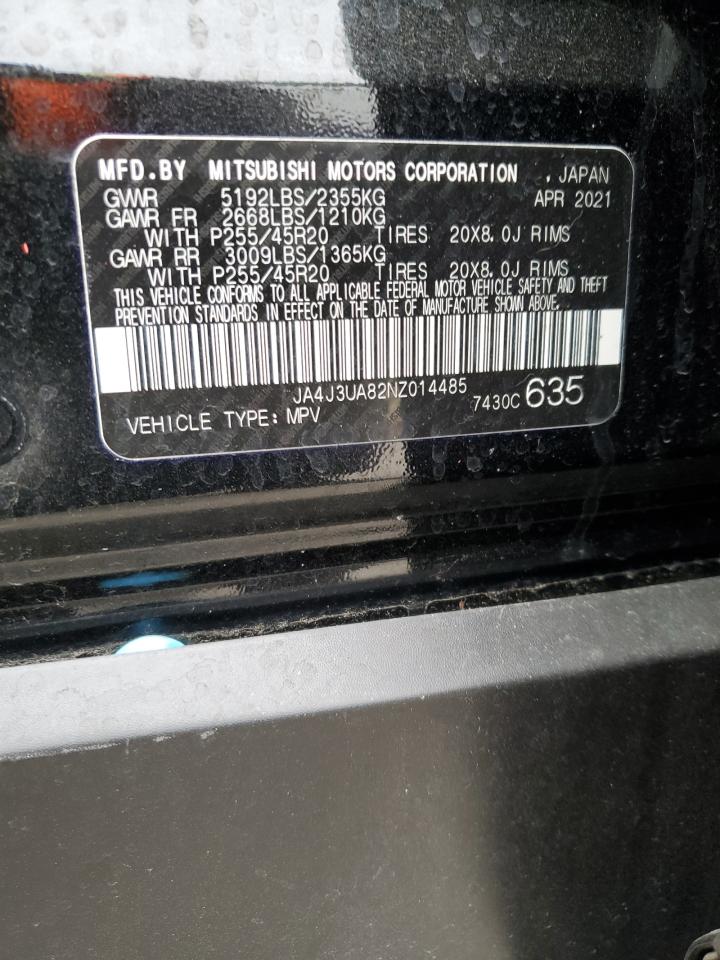 MFD.BY MITSUBISHI MOTORS CORPORATION . JAPAN
GVWR 5192LBS/2355KG APR 2021
GAWR FR 2668LBS/1210KG
WITH P255/45R20 TIRES 20X8.0J RIMS
GAWR RR 3009LBS/1365KG
WITH P255/45R20 TIRES 20X8.0J RIMS
THIS VEHICLE CONFORMS TO ALL APPLICABLE FEDERAL MOTOR VEHICLE SAFETY AND THEFT
PREVENTION STANDARDS IN EFFECT ON THE DATE OF MANUFACTURE SHOWN ABOVE.
JA4J3UA82NZ014485
VEHICLE TYPE: MPV 7430C 635